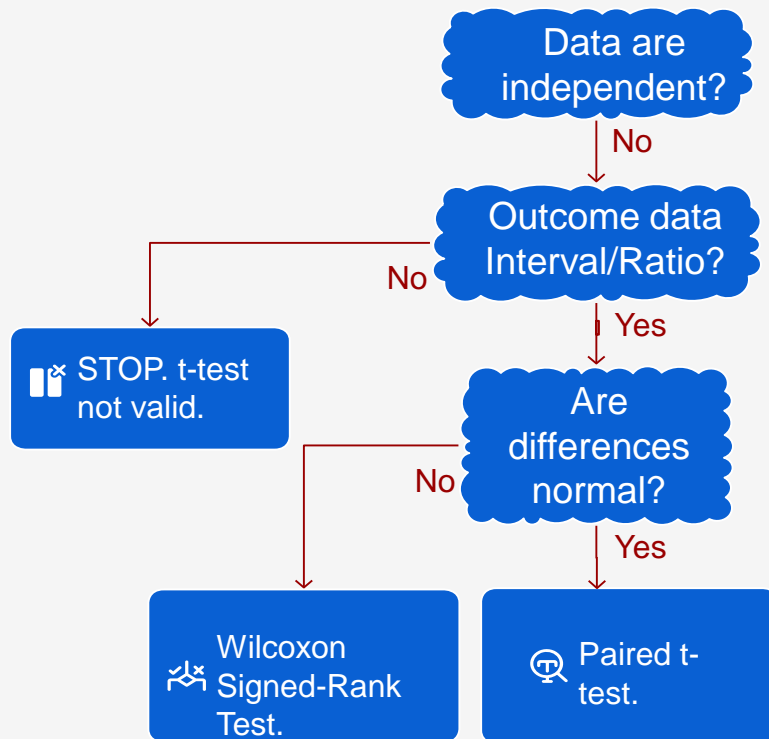 Data are
independent?
No
Outcome data
Interval/Ratio?
No
Yes
STOP. t-test
not valid.
Are
differences
normal?
No
Yes
Wilcoxon
Signed-Rank
Test.
Paired t-
test.